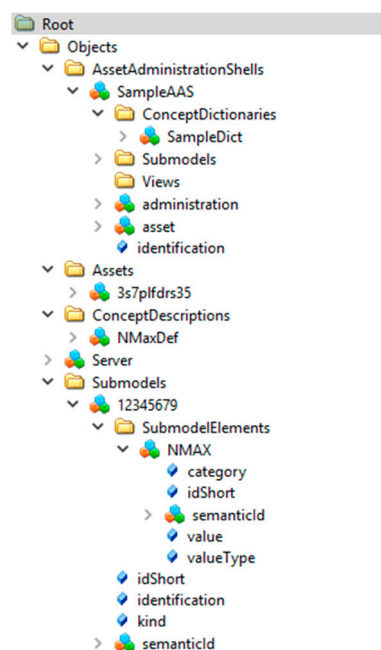 Root
Objects
AssetAdministrationShells
SampleAAS
ConceptDictionaries
SampleDict
Submodels
Views
administration
asset
identification
Assets
3s7plfdrs35
ConceptDescriptions
NMaxDef
Server
Submodels
12345679
SubmodelElements
NMAX
category
idShort
semanticId
value
valueType
idShort
identification
kind
semanticId